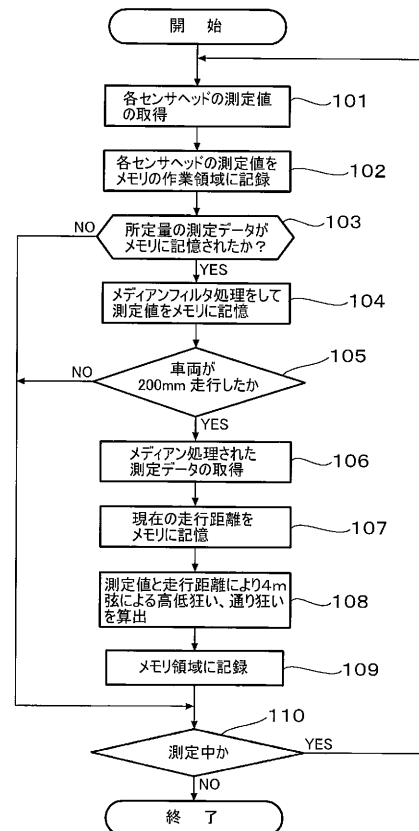 開 始
各センサヘッドの測定値
の取得
101
各センサヘッドの測定値を
メモリの作業領域に記録
102
所定量の測定データが
メモリに記憶されたか?
103
NO
YES
メディアンフィルタ処理をして
測定値をメモリに記憶
104
車両が
200mm 走行したか
105
NO
YES
メディアン処理された
測定データの取得
106
現在の走行距離を
メモリに記憶
107
測定値と走行距離により4m
弦による高低狂い、通り狂い
を算出
108
メモリ領域に記録
109
測定中か
110
YES
NO
終 了